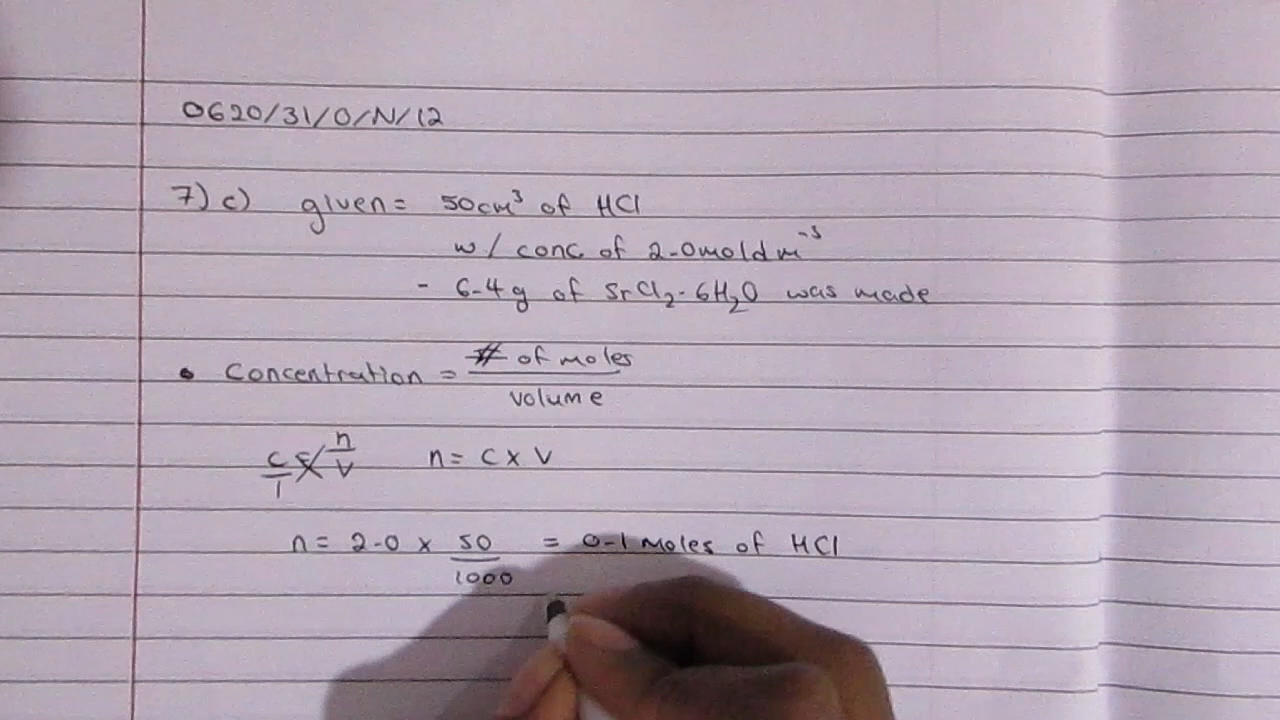 0620/31/O/N/12
7) c) given = 50cm³ of HCl
w/ conc of 2.0moldm⁻³
- 6.4g of SrCl₂.6H₂O was made
• Concentration = # of moles / volume
C/1 = n/V n = C x V
n = 2.0 x 50/1000 = 0.1 moles of HCl